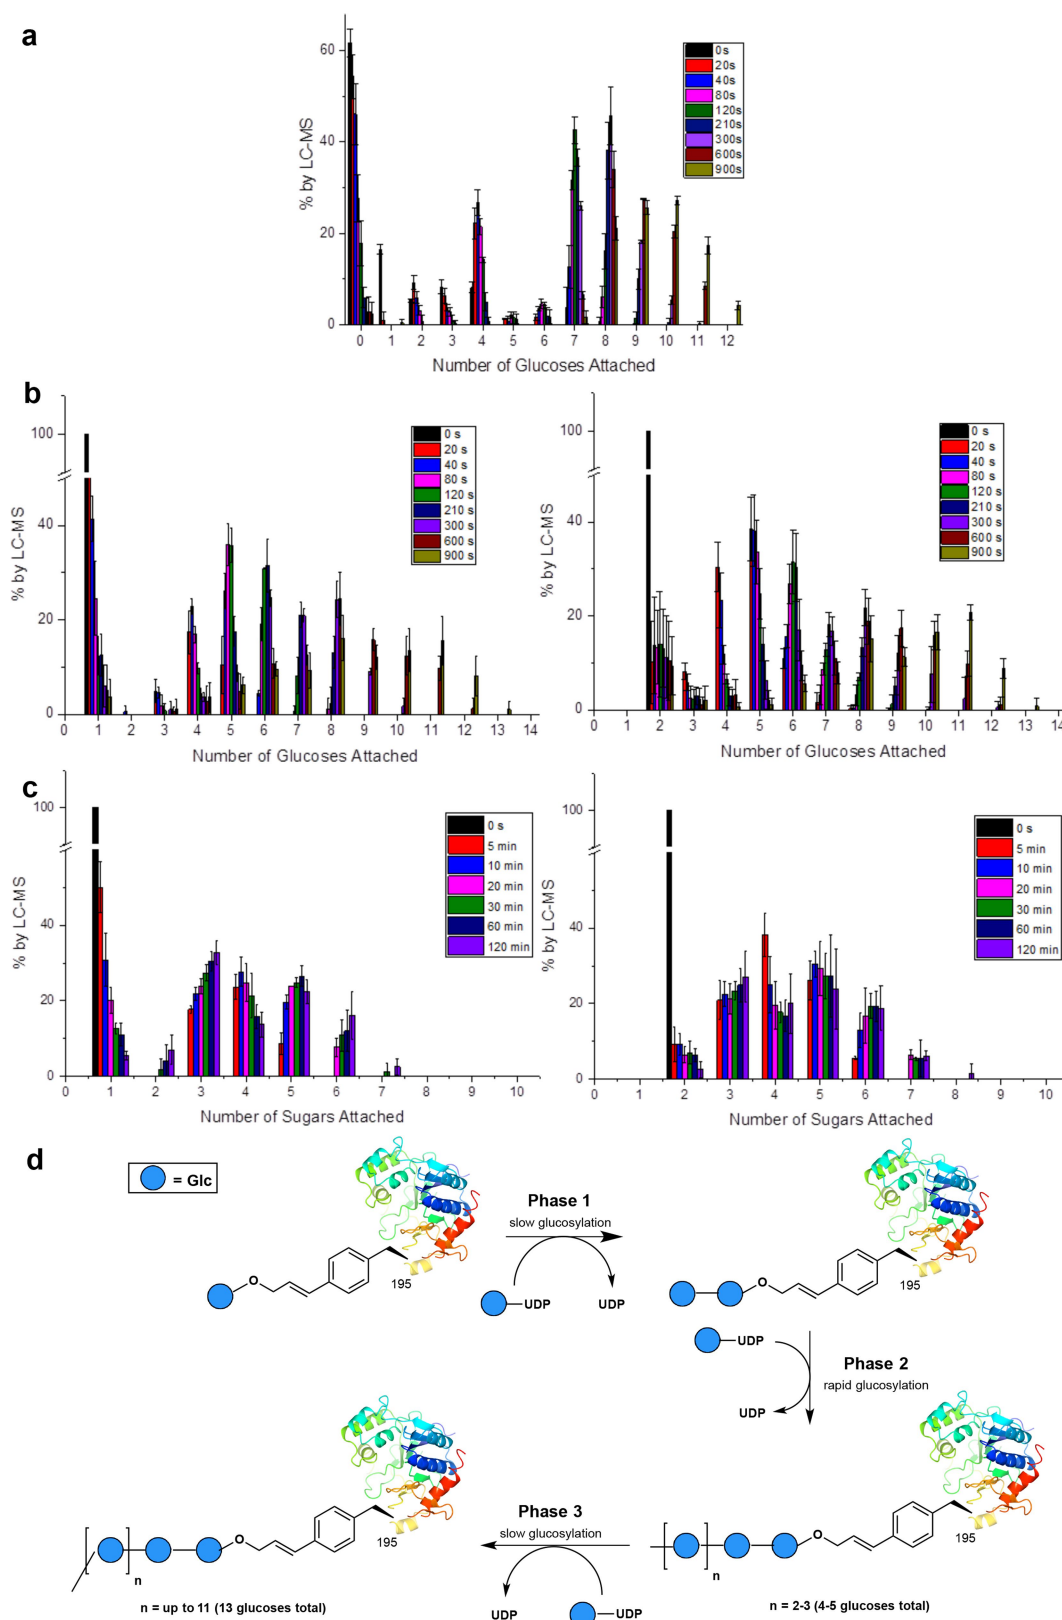 a
% by LC-MS
60
40
20
0
0s
20s
40s
80s
120s
210s
300s
600s
900s
0 1 2 3 4 5 6 7 8 9 10 11 12
Number of Glucoses Attached
b
% by LC-MS
100
40
20
0
0 s
20 s
40 s
80 s
120 s
210 s
300 s
600 s
900 s
0 1 2 3 4 5 6 7 8 9 10 11 12 13 14
Number of Glucoses Attached
% by LC-MS
100
40
20
0
0 s
20 s
40 s
80 s
120 s
210 s
300 s
600 s
900 s
0 1 2 3 4 5 6 7 8 9 10 11 12 13 14
Number of Glucoses Attached
c
% by LC-MS
100
40
20
0
0 s
5 min
10 min
20 min
30 min
60 min
120 min
0 1 2 3 4 5 6 7 8 9 10
Number of Sugars Attached
% by LC-MS
100
40
20
0
0 s
5 min
10 min
20 min
30 min
60 min
120 min
0 1 2 3 4 5 6 7 8 9 10
Number of Sugars Attached
d
= Glc
O
195
Phase 1
slow glucosylation
UDP
UDP
O
195
UDP
Phase 2
rapid glucosylation
UDP
O
195
n
n = 2-3 (4-5 glucoses total)
Phase 3
slow glucosylation
UDP
UDP
O
195
n
n = up to 11 (13 glucoses total)